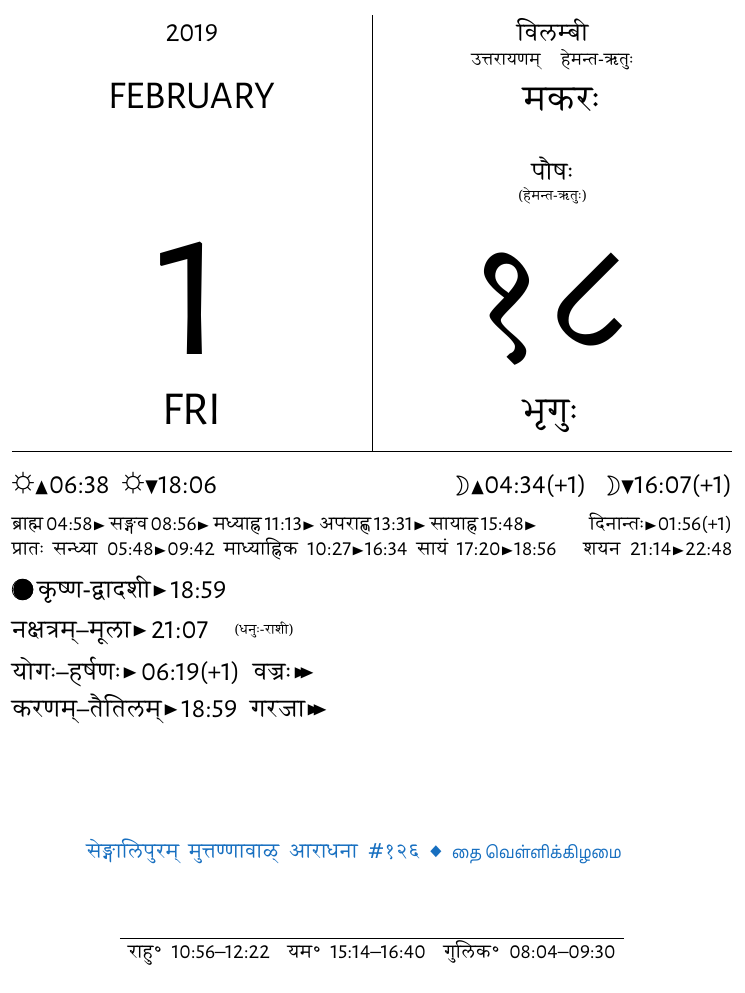 2019
FEBRUARY
1
FRI
विलम्बी
उत्तरायणम् हेमन्त-ऋतुः
मकरः
पौषः
(हेमन्त-ऋतुः)
१८
भृगुः
☼▲06:38 ☼▼18:06 ☽▲04:34(+1) ☽▼16:07(+1)
ब्राह्म 04:58► सङ्गव 08:56► मध्याह्न 11:13► अपराह्ण 13:31► सायाह्न 15:48► दिनान्तः►01:56(+1)
प्रातः सन्ध्या 05:48►09:42 माध्याह्निक 10:27►16:34 सायं 17:20►18:56 शयन 21:14►22:48
●कृष्ण-द्वादशी►18:59
नक्षत्रम्–मूला►21:07 (धनुः-राशी)
योगः–हर्षणः►06:19(+1) वज्रः►►
करणम्–तैतिलम्►18:59 गरजा►►
सेङ्गालिपुरम् मुत्तण्णावाळ् आराधना #१२६ ◆ தை வெள்ளிக்கிழமை
राहु° 10:56–12:22 यम° 15:14–16:40 गुलिक° 08:04–09:30